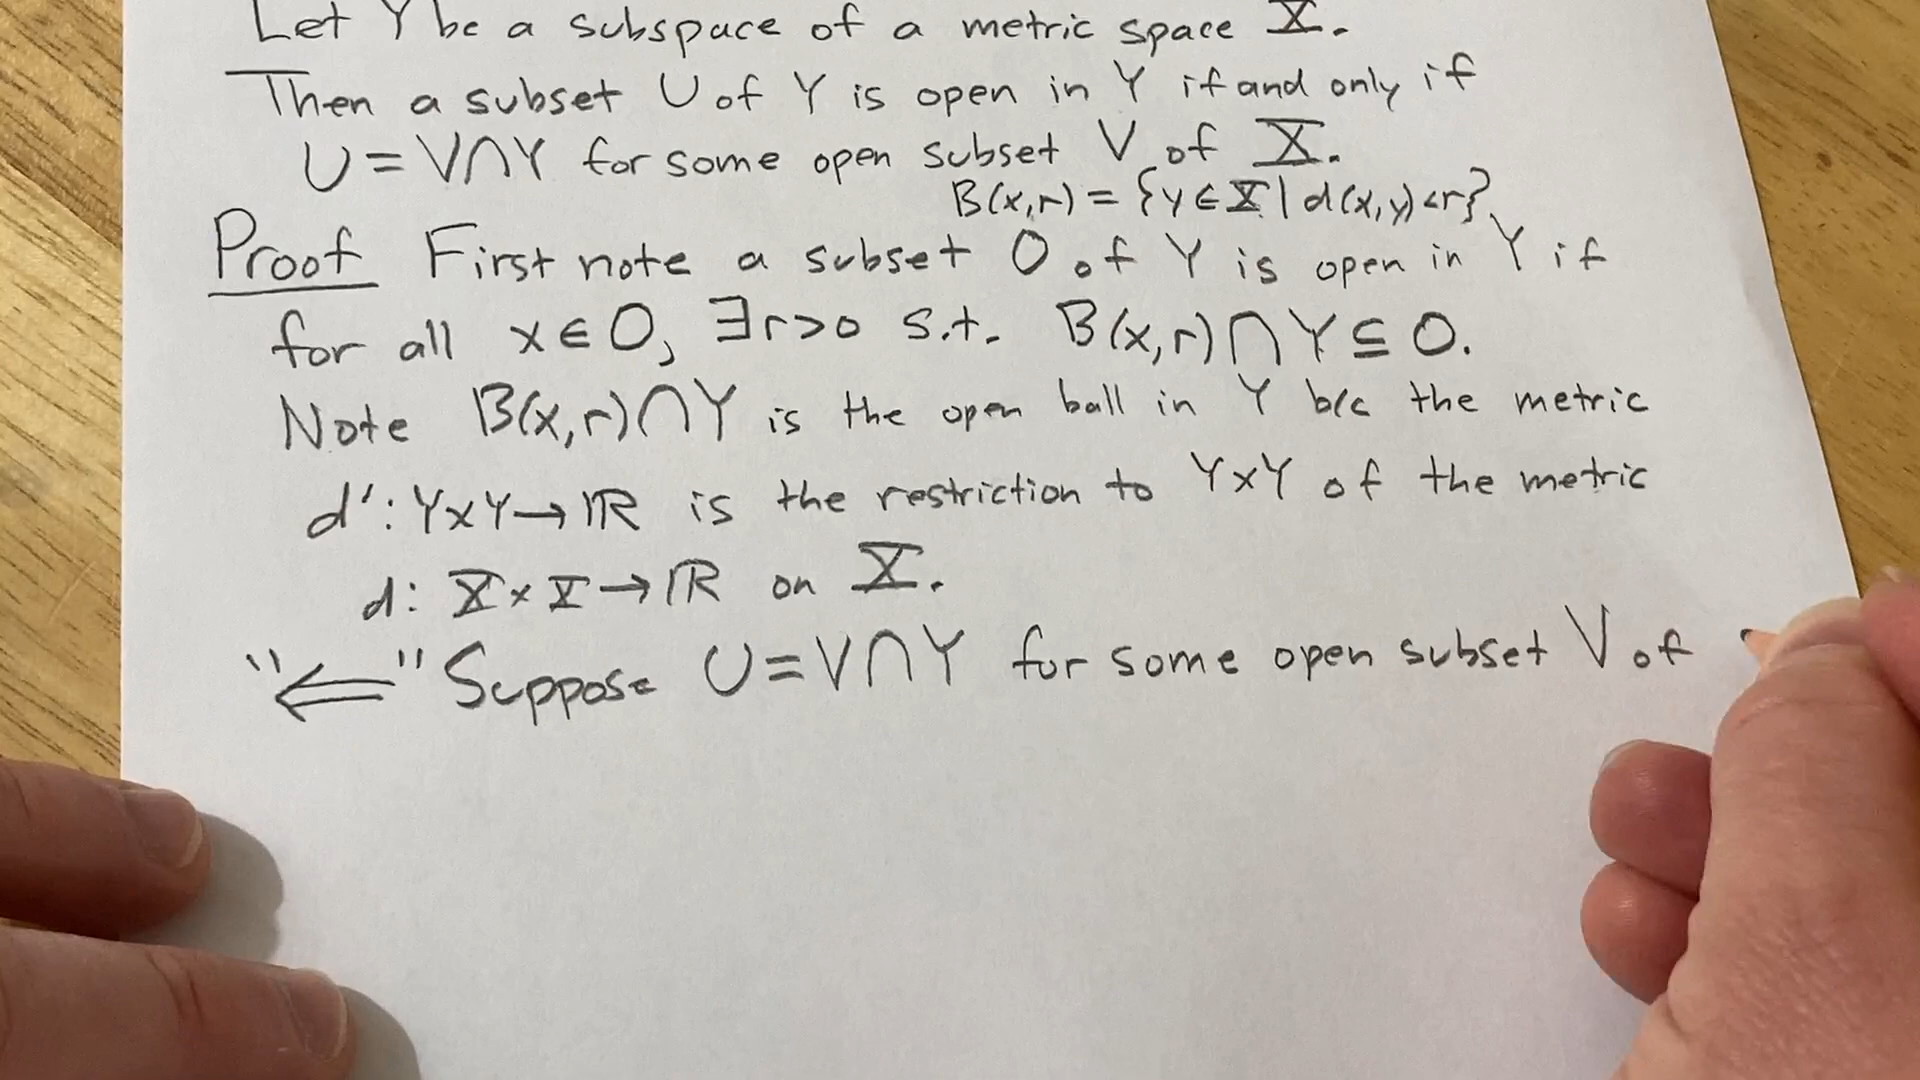 Let Y be a subspace of a metric space X.
Then a subset U of Y is open in Y if and only if
U = V∩Y for some open subset V of X.
B(x,r) = {y ∈ X | d(x,y) < r}.
Proof First note a subset O of Y is open in Y if
for all x ∈ O, ∃r>0 s.t. B(x,r) ∩ Y ⊆ O.
Note B(x,r)∩Y is the open ball in Y b/c the metric
d': Y×Y→ℝ is the restriction to Y×Y of the metric
d: X×X→ℝ on X.
"⟸" Suppose U = V∩Y for some open subset V of